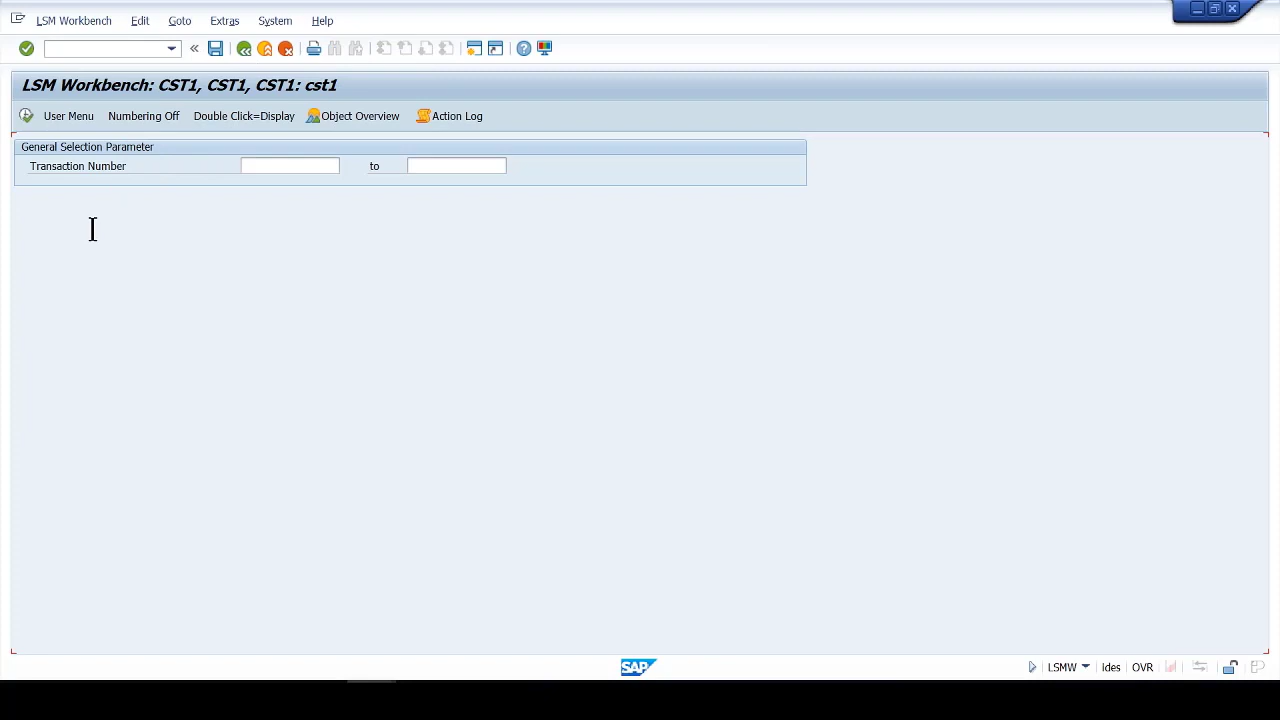 LSM Workbench Edit Goto Extras System Help
LSM Workbench: CST1, CST1, CST1: cst1
User Menu Numbering Off Double Click=Display Object Overview Action Log
General Selection Parameter
Transaction Number to
SAP
LSMW ides OVR